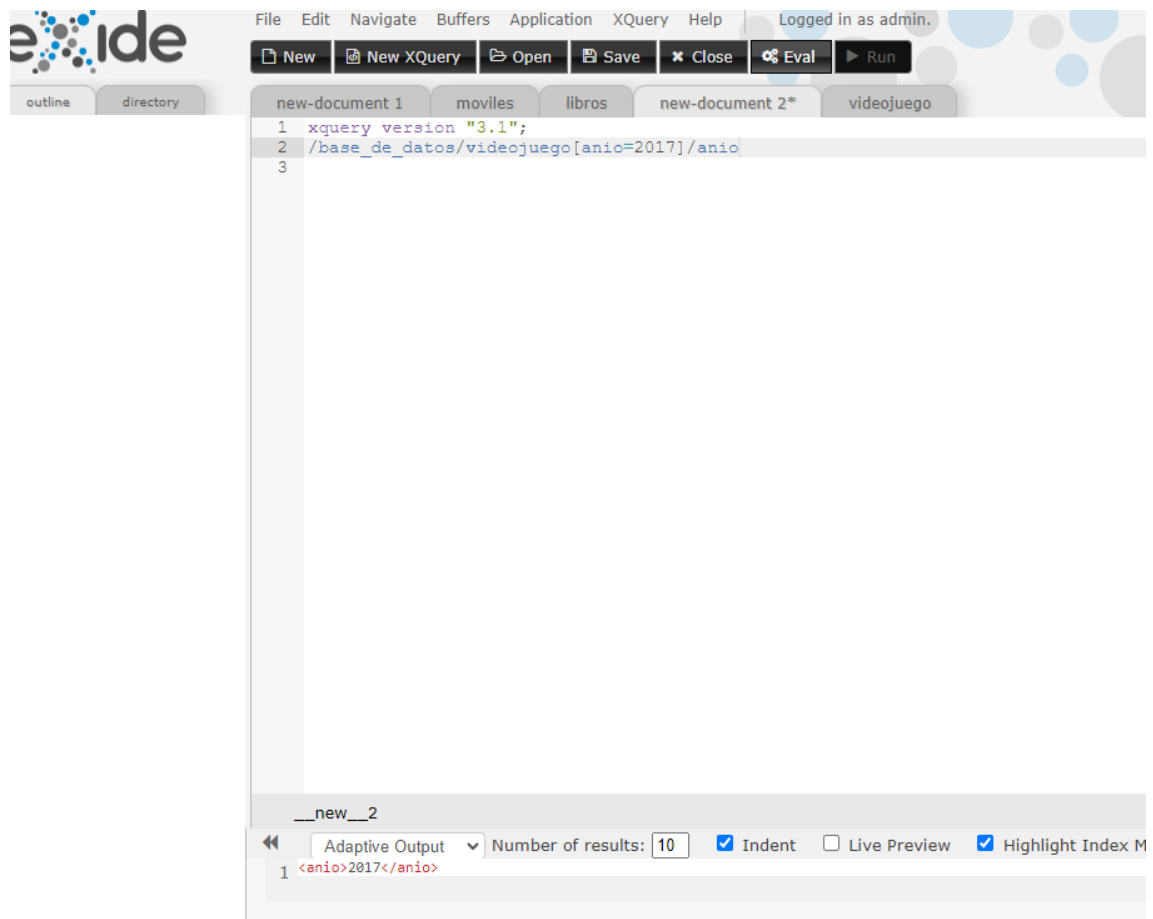 eXide
File Edit Navigate Buffers Application XQuery Help Logged in as admin.
New New XQuery Open Save Close Eval Run
outline directory new-document 1 moviles libros new-document 2* videojuego
1 xquery version "3.1";
2 /base_de_datos/videojuego[anio=2017]/anio
3
__new__2
Adaptive Output Number of results: 10 Indent Live Preview Highlight Index M
1 <anio>2017</anio>